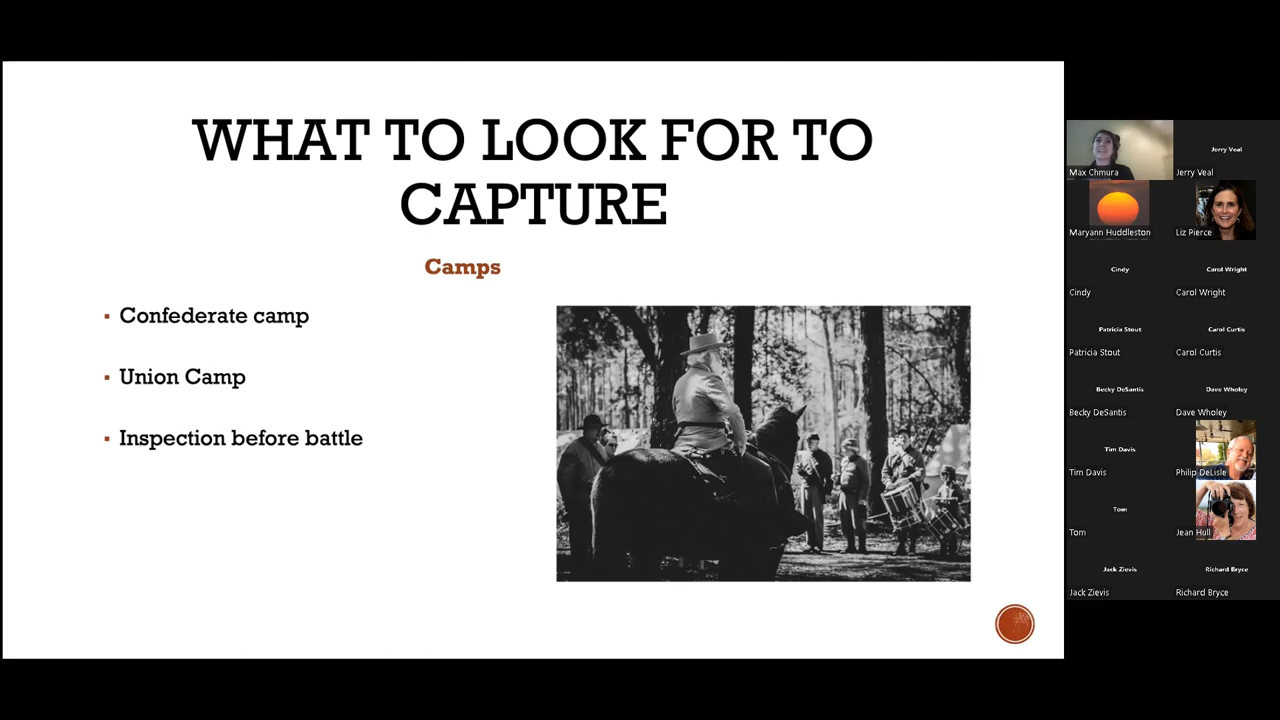 WHAT TO LOOK FOR TO
CAPTURE
Camps
Confederate camp
Union Camp
Inspection before battle
Max Chmura
Jerry Veal
Jerry Veal
Maryann Huddleston
Liz Pierce
Cindy
Cindy
Carol Wright
Carol Wright
Patricia Stout
Patricia Stout
Carol Curtis
Carol Curtis
Becky DeSantis
Becky DeSantis
Dave Wholey
Dave Wholey
Tim Davis
Tim Davis
Philip DeLisle
Tom
Tom
Jean Hull
Jack Zievis
Jack Zievis
Richard Bryce
Richard Bryce